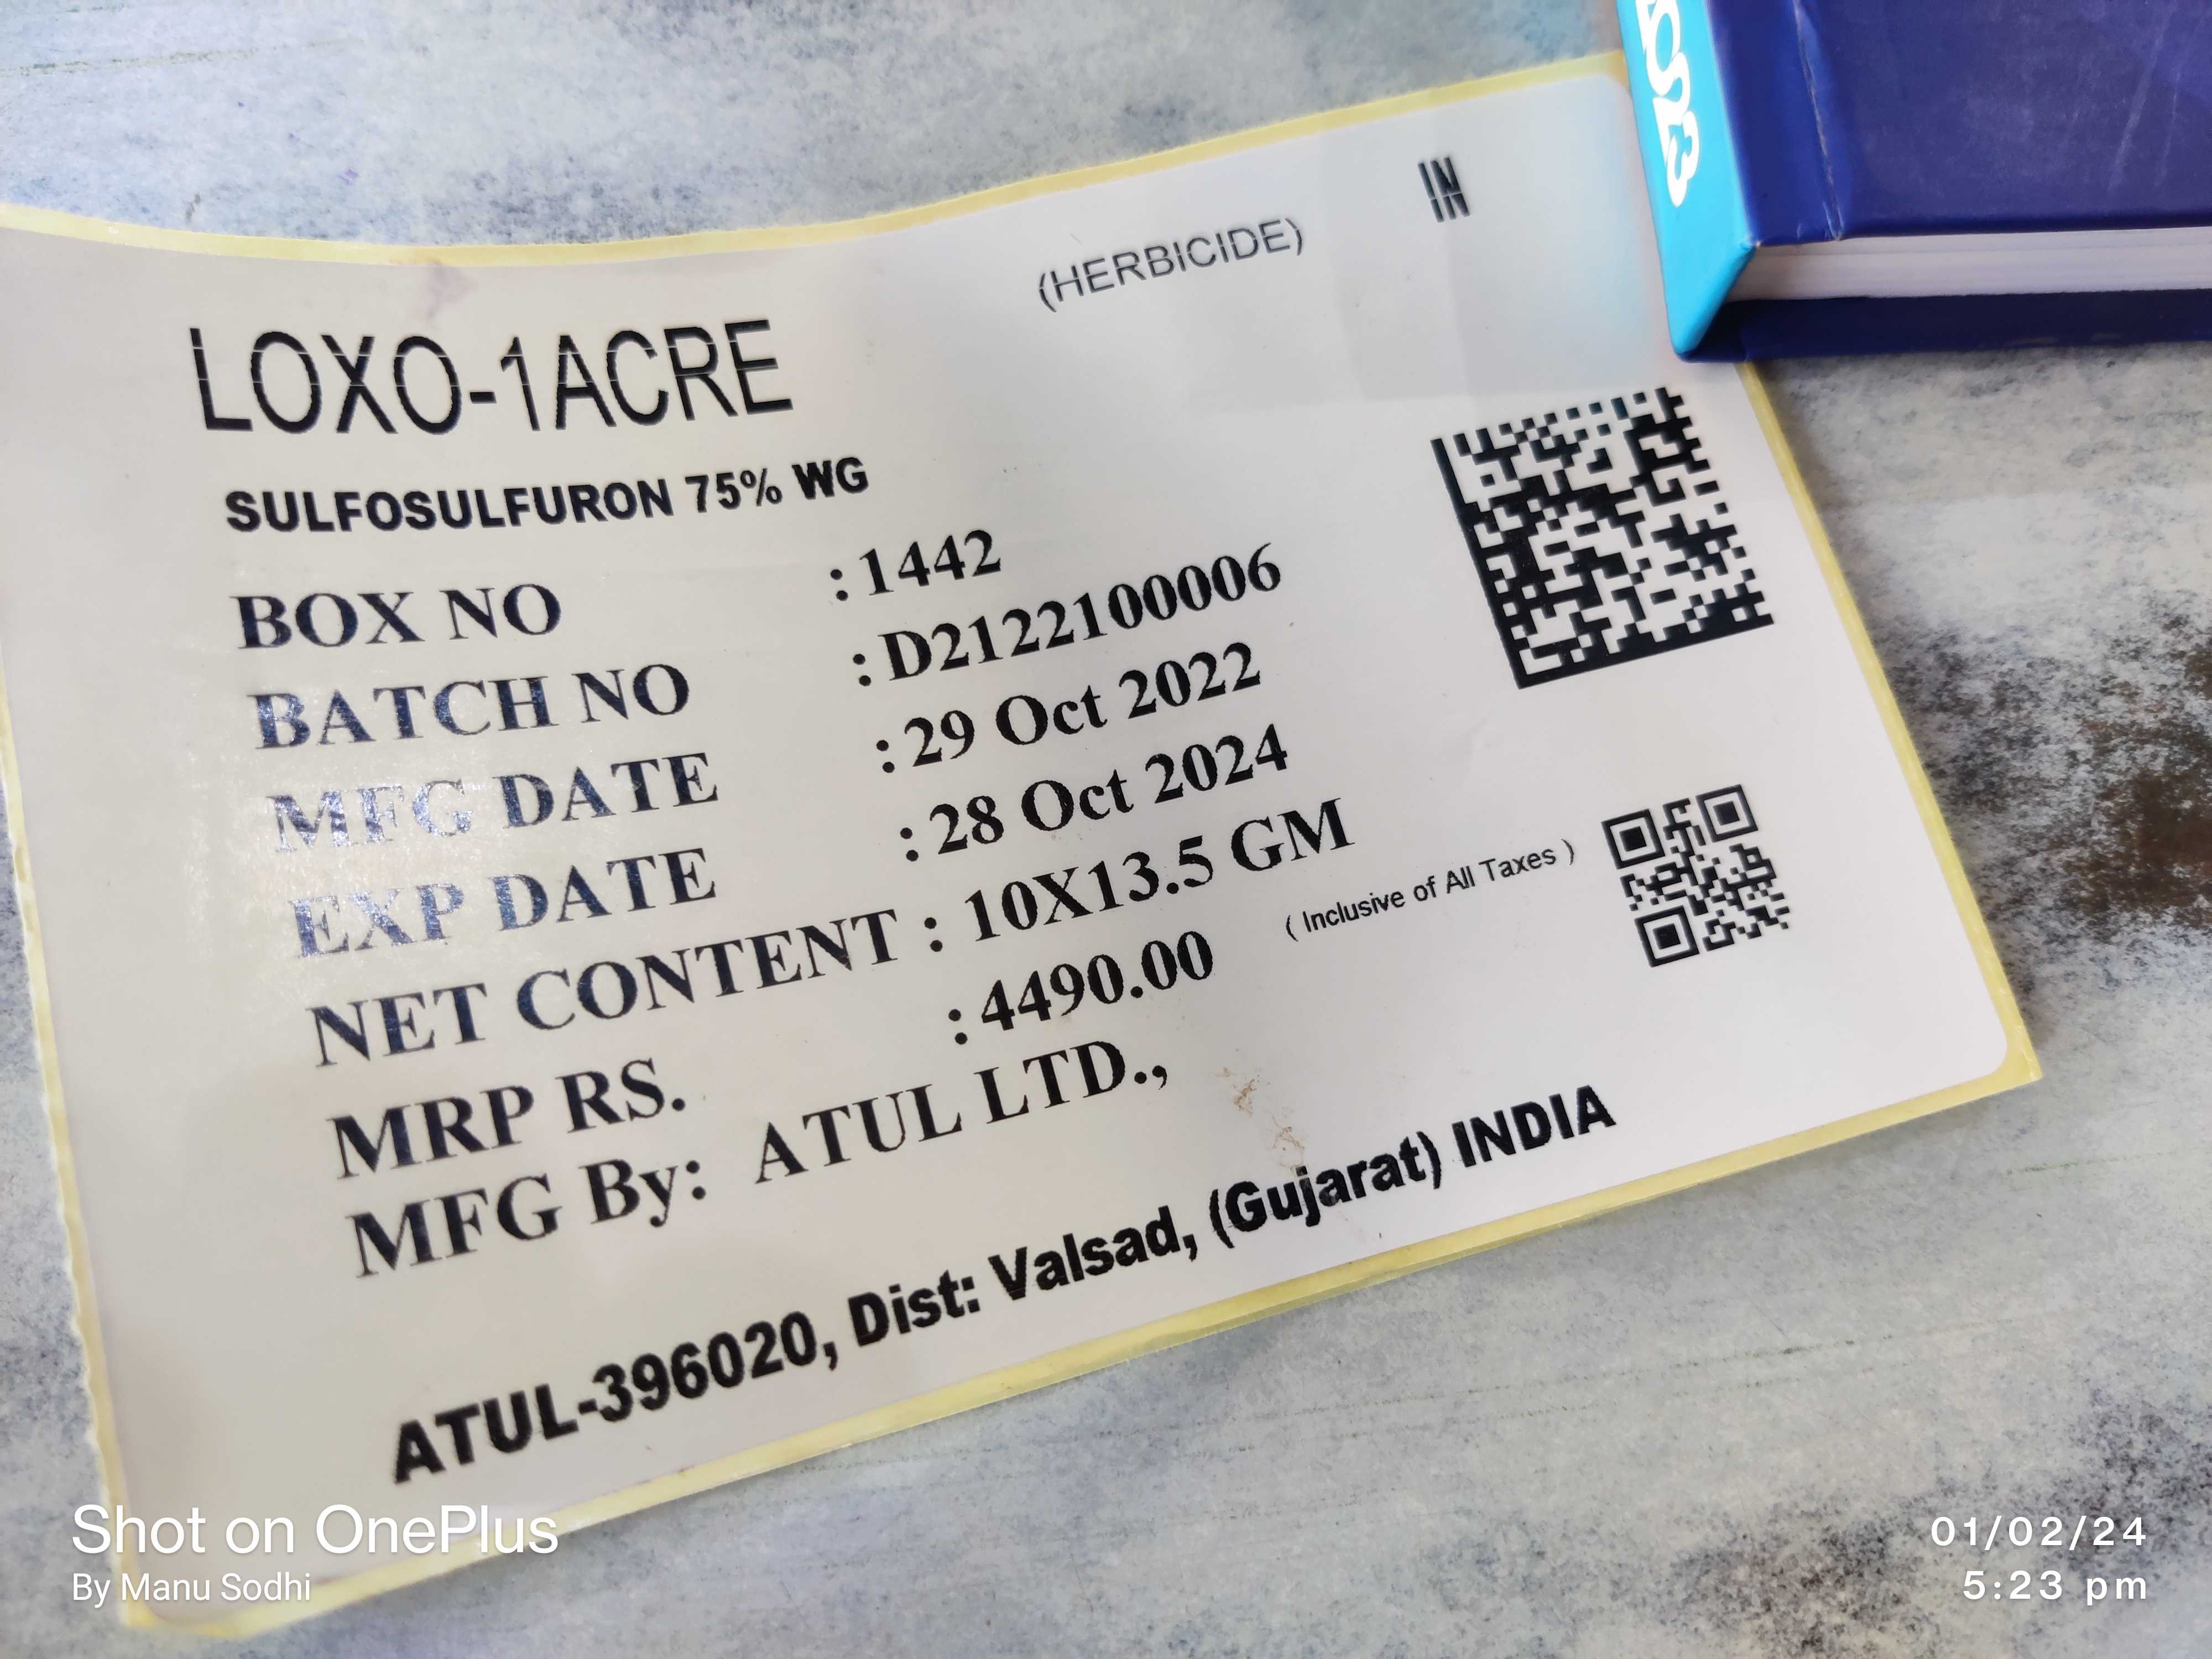 (HERBICIDE)
IN
IN
LOXO-1ACRE
SULFOSULFURON 75% WG
BOX NO : 1442
BATCH NO : D2122100006
MFG DATE : 29 Oct 2022
EXP DATE : 28 Oct 2024
NET CONTENT : 10X13.5 GM
MRP RS. : 4490.00 ( Inclusive of All Taxes )
MFG By: ATUL LTD.,
ATUL-396020, Dist: Valsad, (Gujarat) INDIA
Shot on OnePlus
By Manu Sodhi
01/02/24
5:23 pm